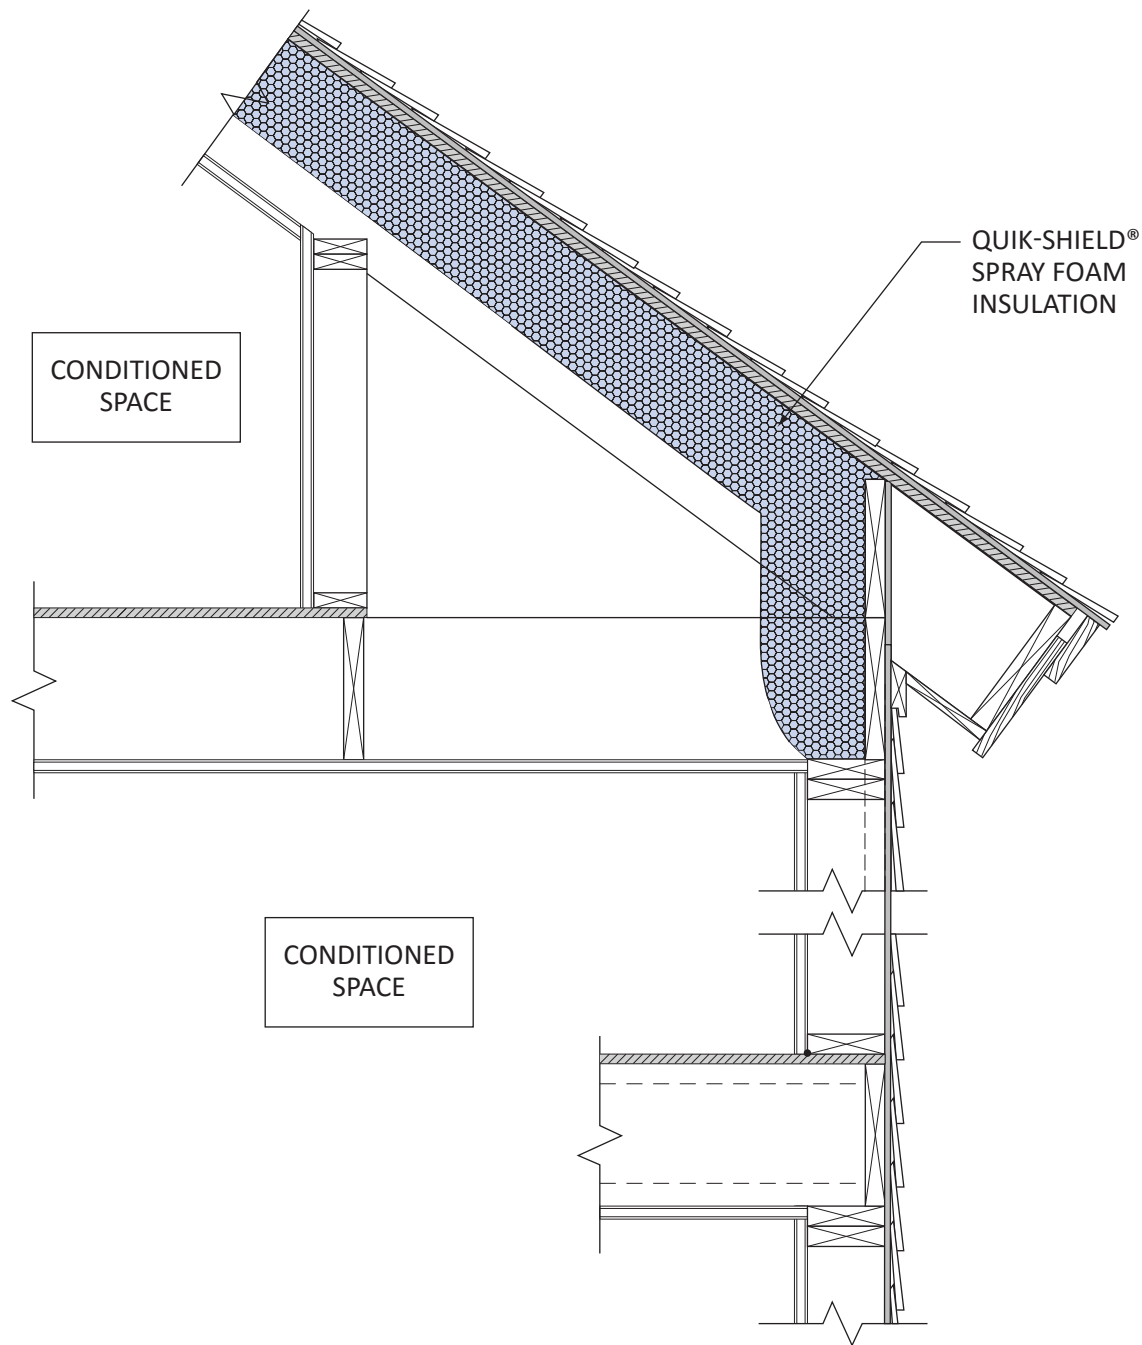 QUIK-SHIELD®
SPRAY FOAM
INSULATION
CONDITIONED
SPACE
CONDITIONED
SPACE